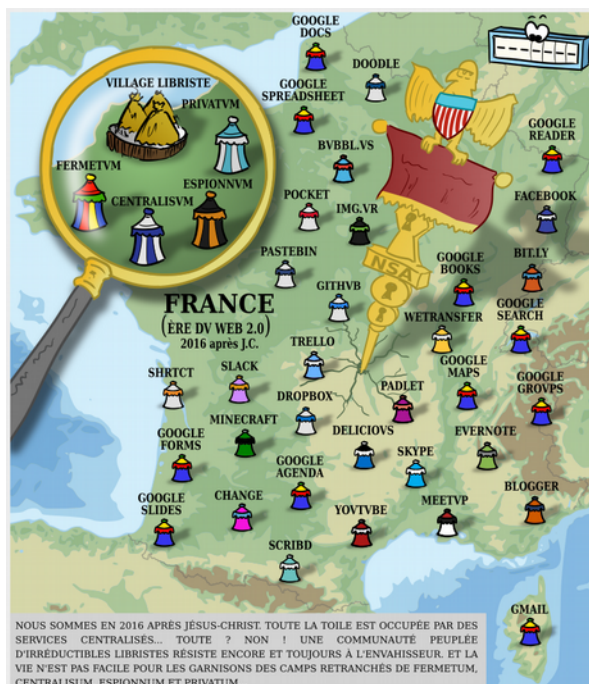 GOOGLE
DOCS
DOODLE
VILLAGE LIBRISTE
PRIVATVM
GOOGLE
SPREADSHEET
GOOGLE
READER
BVBBL.VS
FERMETVM
ESPIONNVM
CENTRALISVM
POCKET
IMG.VR
FACEBOOK
PASTEBIN
NSA
GOOGLE
BOOKS
BIT.LY
GITHVB
FRANCE
(ÈRE DV WEB 2.0)
2016 après J.C.
WETRANSFER
GOOGLE
SEARCH
TRELLO
SHRTCT
SLACK
GOOGLE
MAPS
GOOGLE
GROVPS
DROPBOX
PADLET
MINECRAFT
GOOGLE
FORMS
DELICIOVS
SKYPE
EVERNOTE
GOOGLE
AGENDA
GOOGLE
SLIDES
CHANGE
YOVTVBE
MEETVP
BLOGGER
SCRIBD
GMAIL
NOUS SOMMES EN 2016 APRÈS JÉSUS-CHRIST. TOUTE LA TOILE EST OCCUPÉE PAR DES
SERVICES CENTRALISÉS... TOUTE ? NON ! UNE COMMUNAUTÉ PEUPLÉE
D'IRRÉDUCTIBLES LIBRISTES RÉSISTE ENCORE ET TOUJOURS À L'ENVAHISSEUR. ET LA
VIE N'EST PAS FACILE POUR LES GARNISONS DES CAMPS RETRANCHÉS DE FERMETUM,
CENTRALISUM, ESPIONNUM ET PRIVATUM